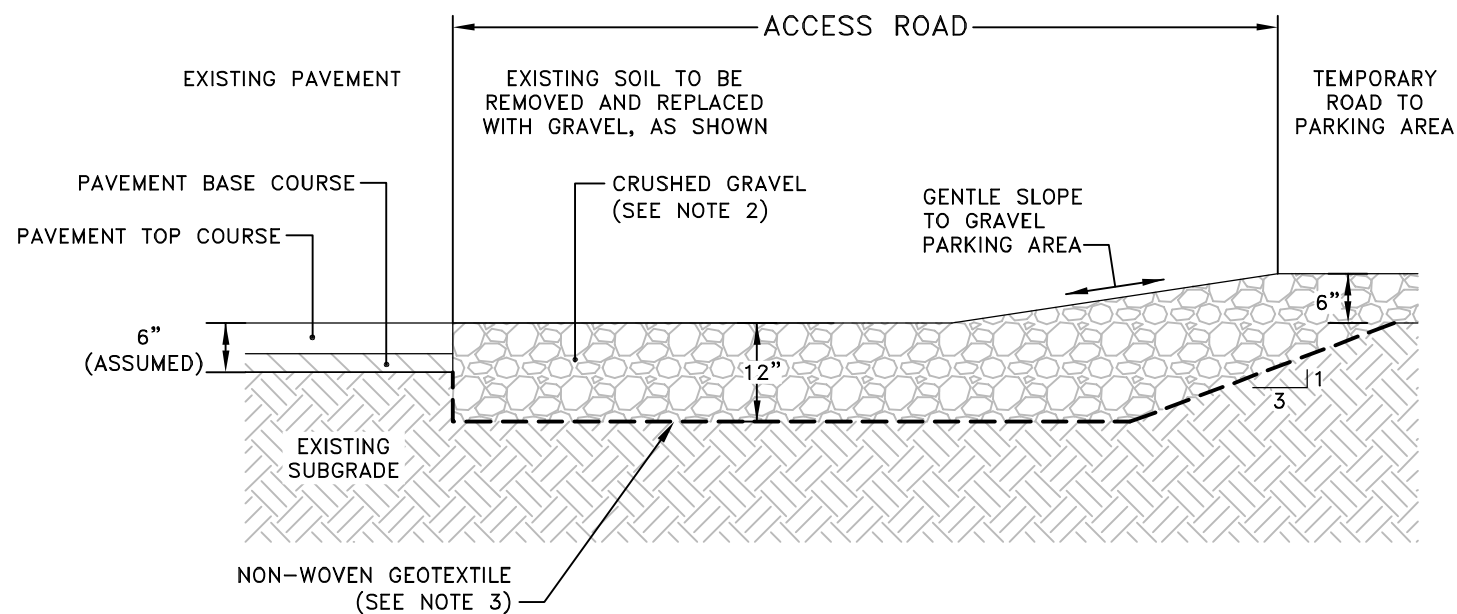 ACCESS ROAD
EXISTING PAVEMENT
EXISTING SOIL TO BE
REMOVED AND REPLACED
WITH GRAVEL, AS SHOWN
TEMPORARY
ROAD TO
PARKING AREA
PAVEMENT BASE COURSE
CRUSHED GRAVEL
(SEE NOTE 2)
GENTLE SLOPE
TO GRAVEL
PARKING AREA
PAVEMENT TOP COURSE
6"
6"
(ASSUMED)
12"
1
3
EXISTING
SUBGRADE
NON-WOVEN GEOTEXTILE
(SEE NOTE 3)